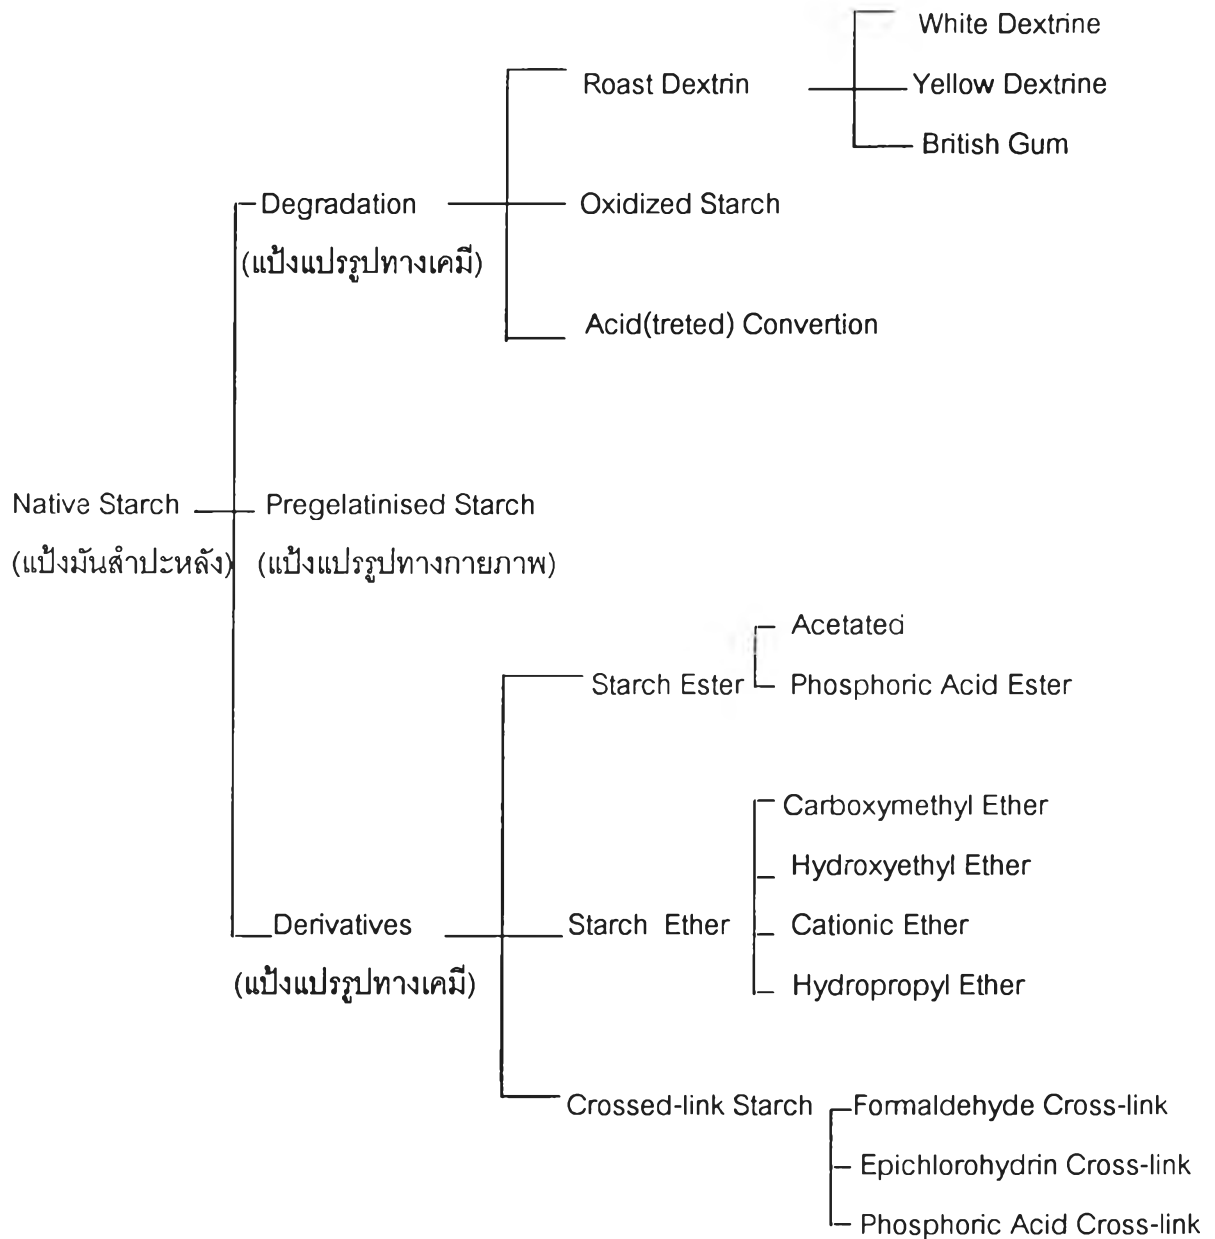 White Dextrine
Roast Dextrin
Yellow Dextrine
British Gum
Degradation
Oxidized Starch
(แป้งแปรรูปทางเคมี)
Acid(treted) Convertion
Native Starch
Pregelatinised Starch
(แป้งมันสำปะหลัง)
(แป้งแปรรูปทางกายภาพ)
Acetated
Starch Ester
Phosphoric Acid Ester
Carboxymethyl Ether
Hydroxyethyl Ether
Derivatives
Starch Ether
Cationic Ether
(แป้งแปรรูปทางเคมี)
Hydropropyl Ether
Crossed-link Starch
Formaldehyde Cross-link
Epichlorohydrin Cross-link
Phosphoric Acid Cross-link